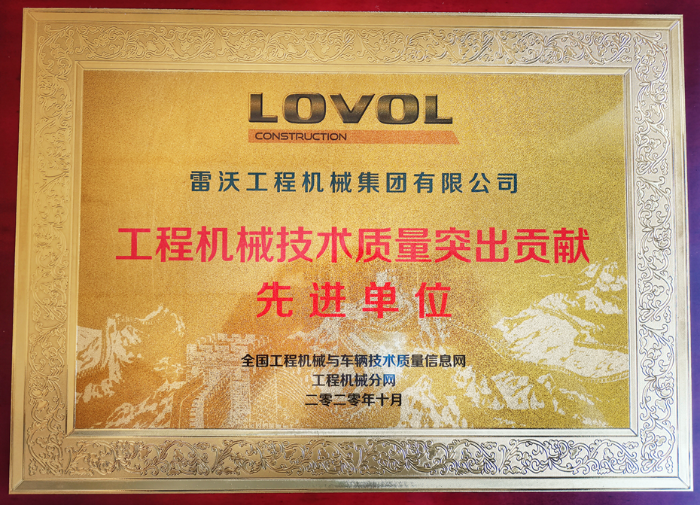 LOVOL
CONSTRUCTION
雷沃工程机械集团有限公司
工程机械技术质量突出贡献
先进单位
全国工程机械与车辆技术质量信息网
工程机械分网
二零二零年十月